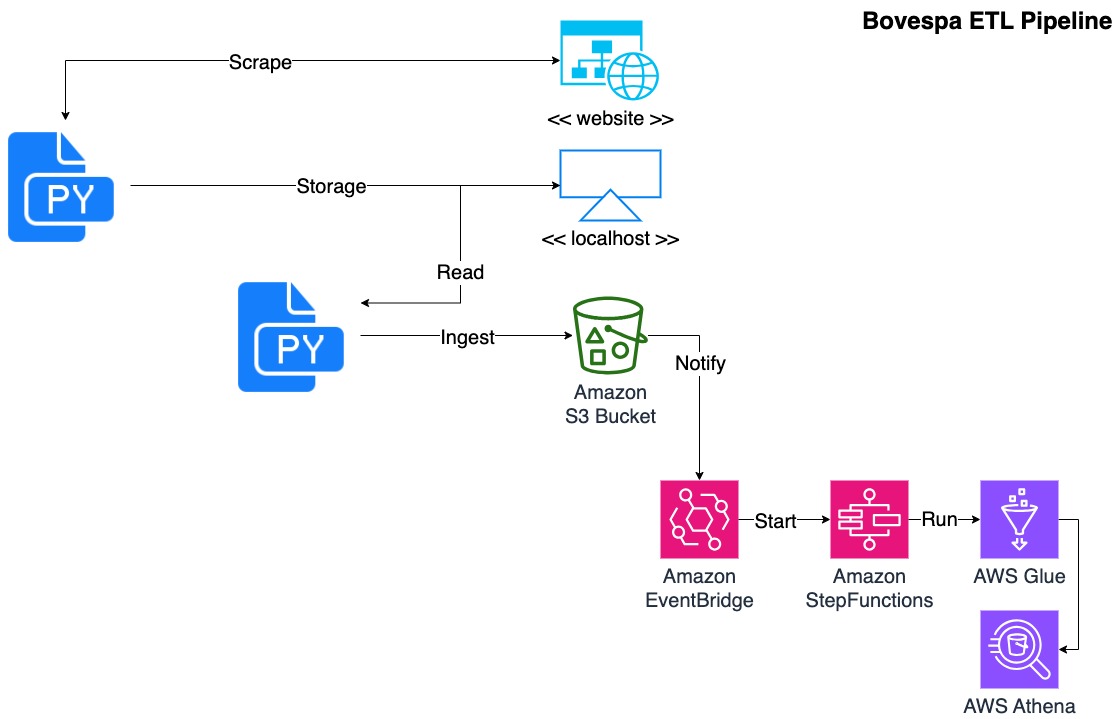 Bovespa ETL Pipeline
Scrape
<< website >>
PY
Storage
<< localhost >>
Read
PY
Ingest
Amazon
S3 Bucket
Notify
Start
Run
Amazon
EventBridge
Amazon
StepFunctions
AWS Glue
AWS Athena